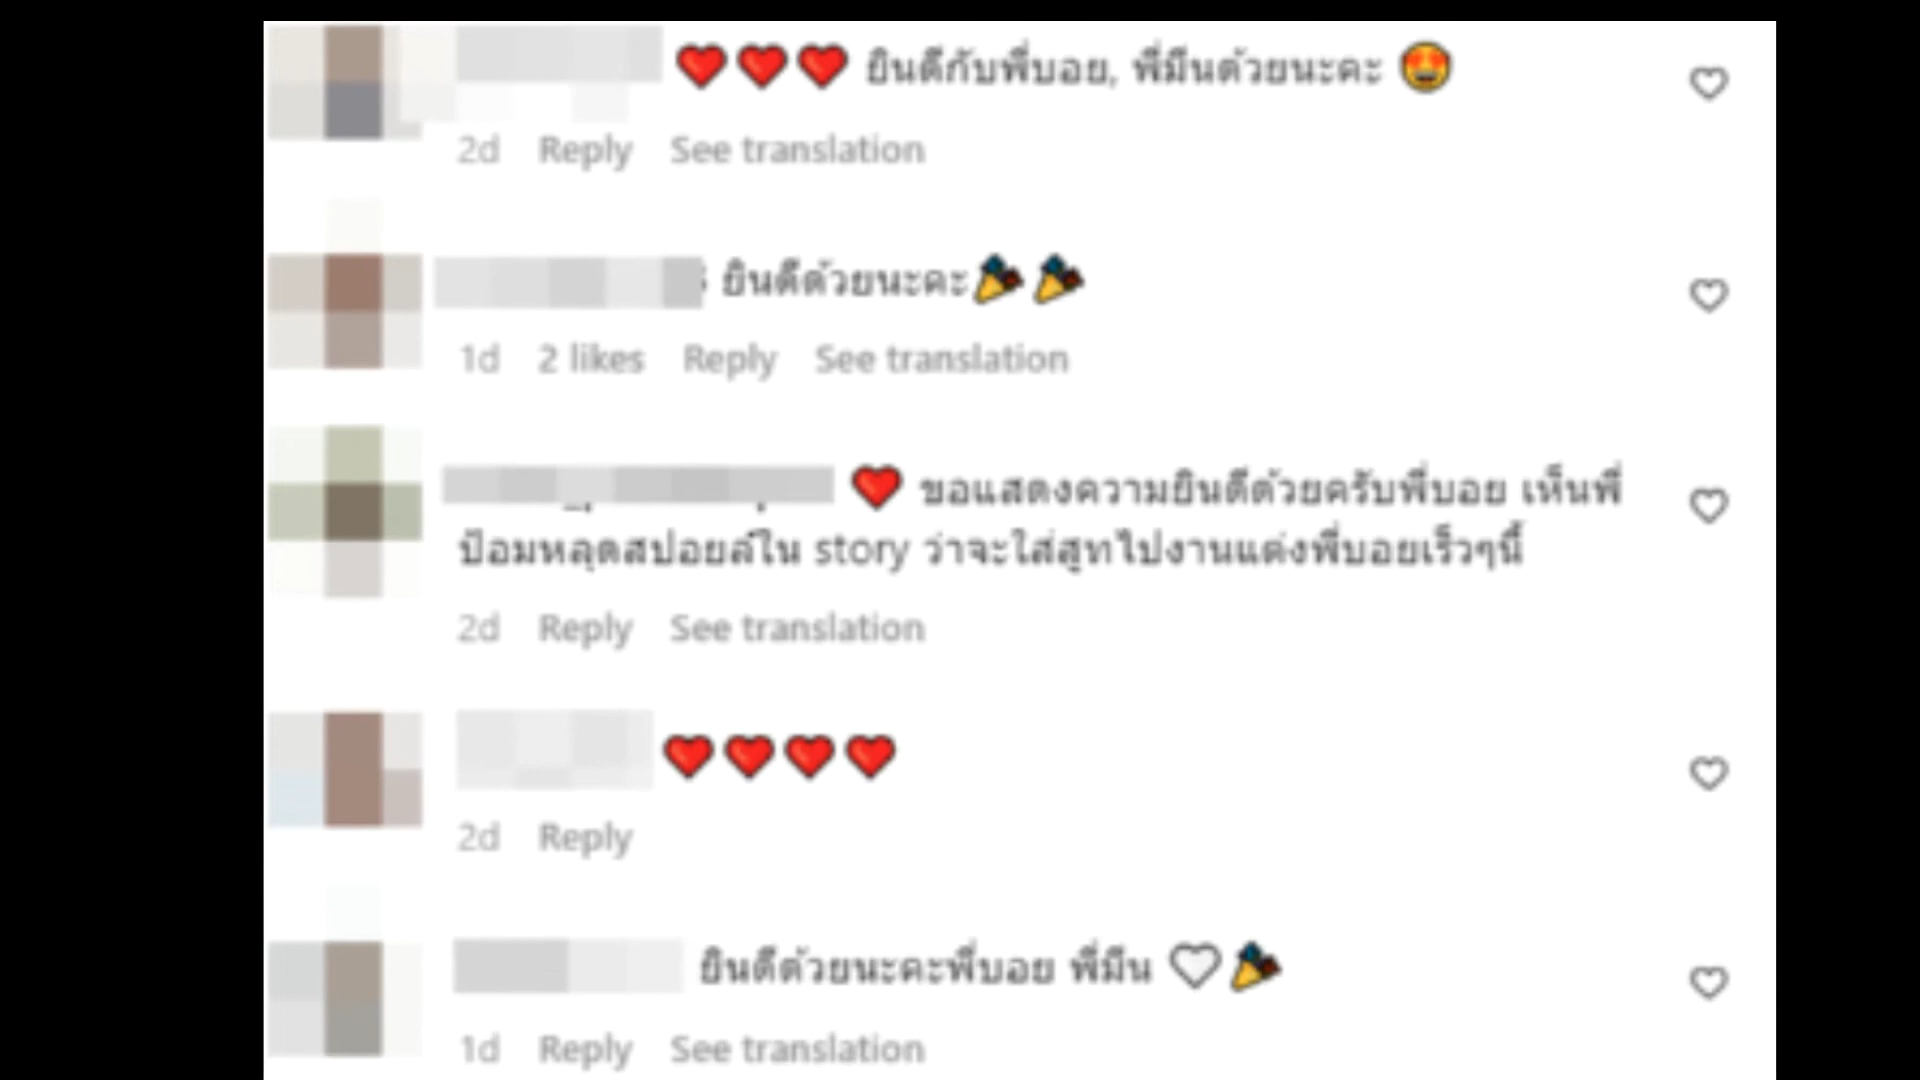 ❤️❤️❤️ ยินดีกับพี่บอย, พี่มีนด้วยนะคะ 🤩
2d Reply See translation
ยินดีด้วยนะคะ🎉🎉
1d 2 likes Reply See translation
❤️ ขอแสดงความยินดีด้วยครับพี่บอย เห็นพี่
ป้อมหลุดสปอยล์ใน story ว่าจะใส่สูทไปงานแต่งพี่บอยเร็วๆนี้
2d Reply See translation
❤️❤️❤️❤️
2d Reply
ยินดีด้วยนะคะพี่บอย พี่มีน 🤍🎉
1d Reply See translation